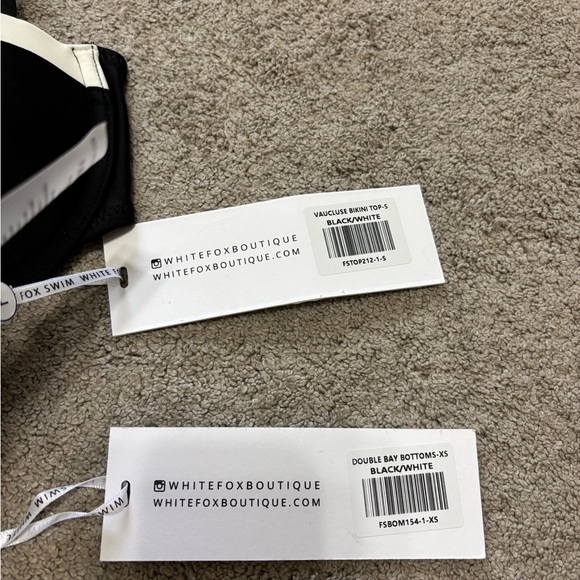 VAUCLUSE BIKINI TOP-S
BLACK/WHITE
WHITEFOXBOUTIQUE
WHITEFOXBOUTIQUE.COM
FSTOP212-1-S
FOX SWIM WHITE
DOUBLE BAY BOTTOMS-XS
BLACK/WHITE
WHITEFOXBOUTIQUE
WHITEFOXBOUTIQUE.COM
FSBOM154-1-XS